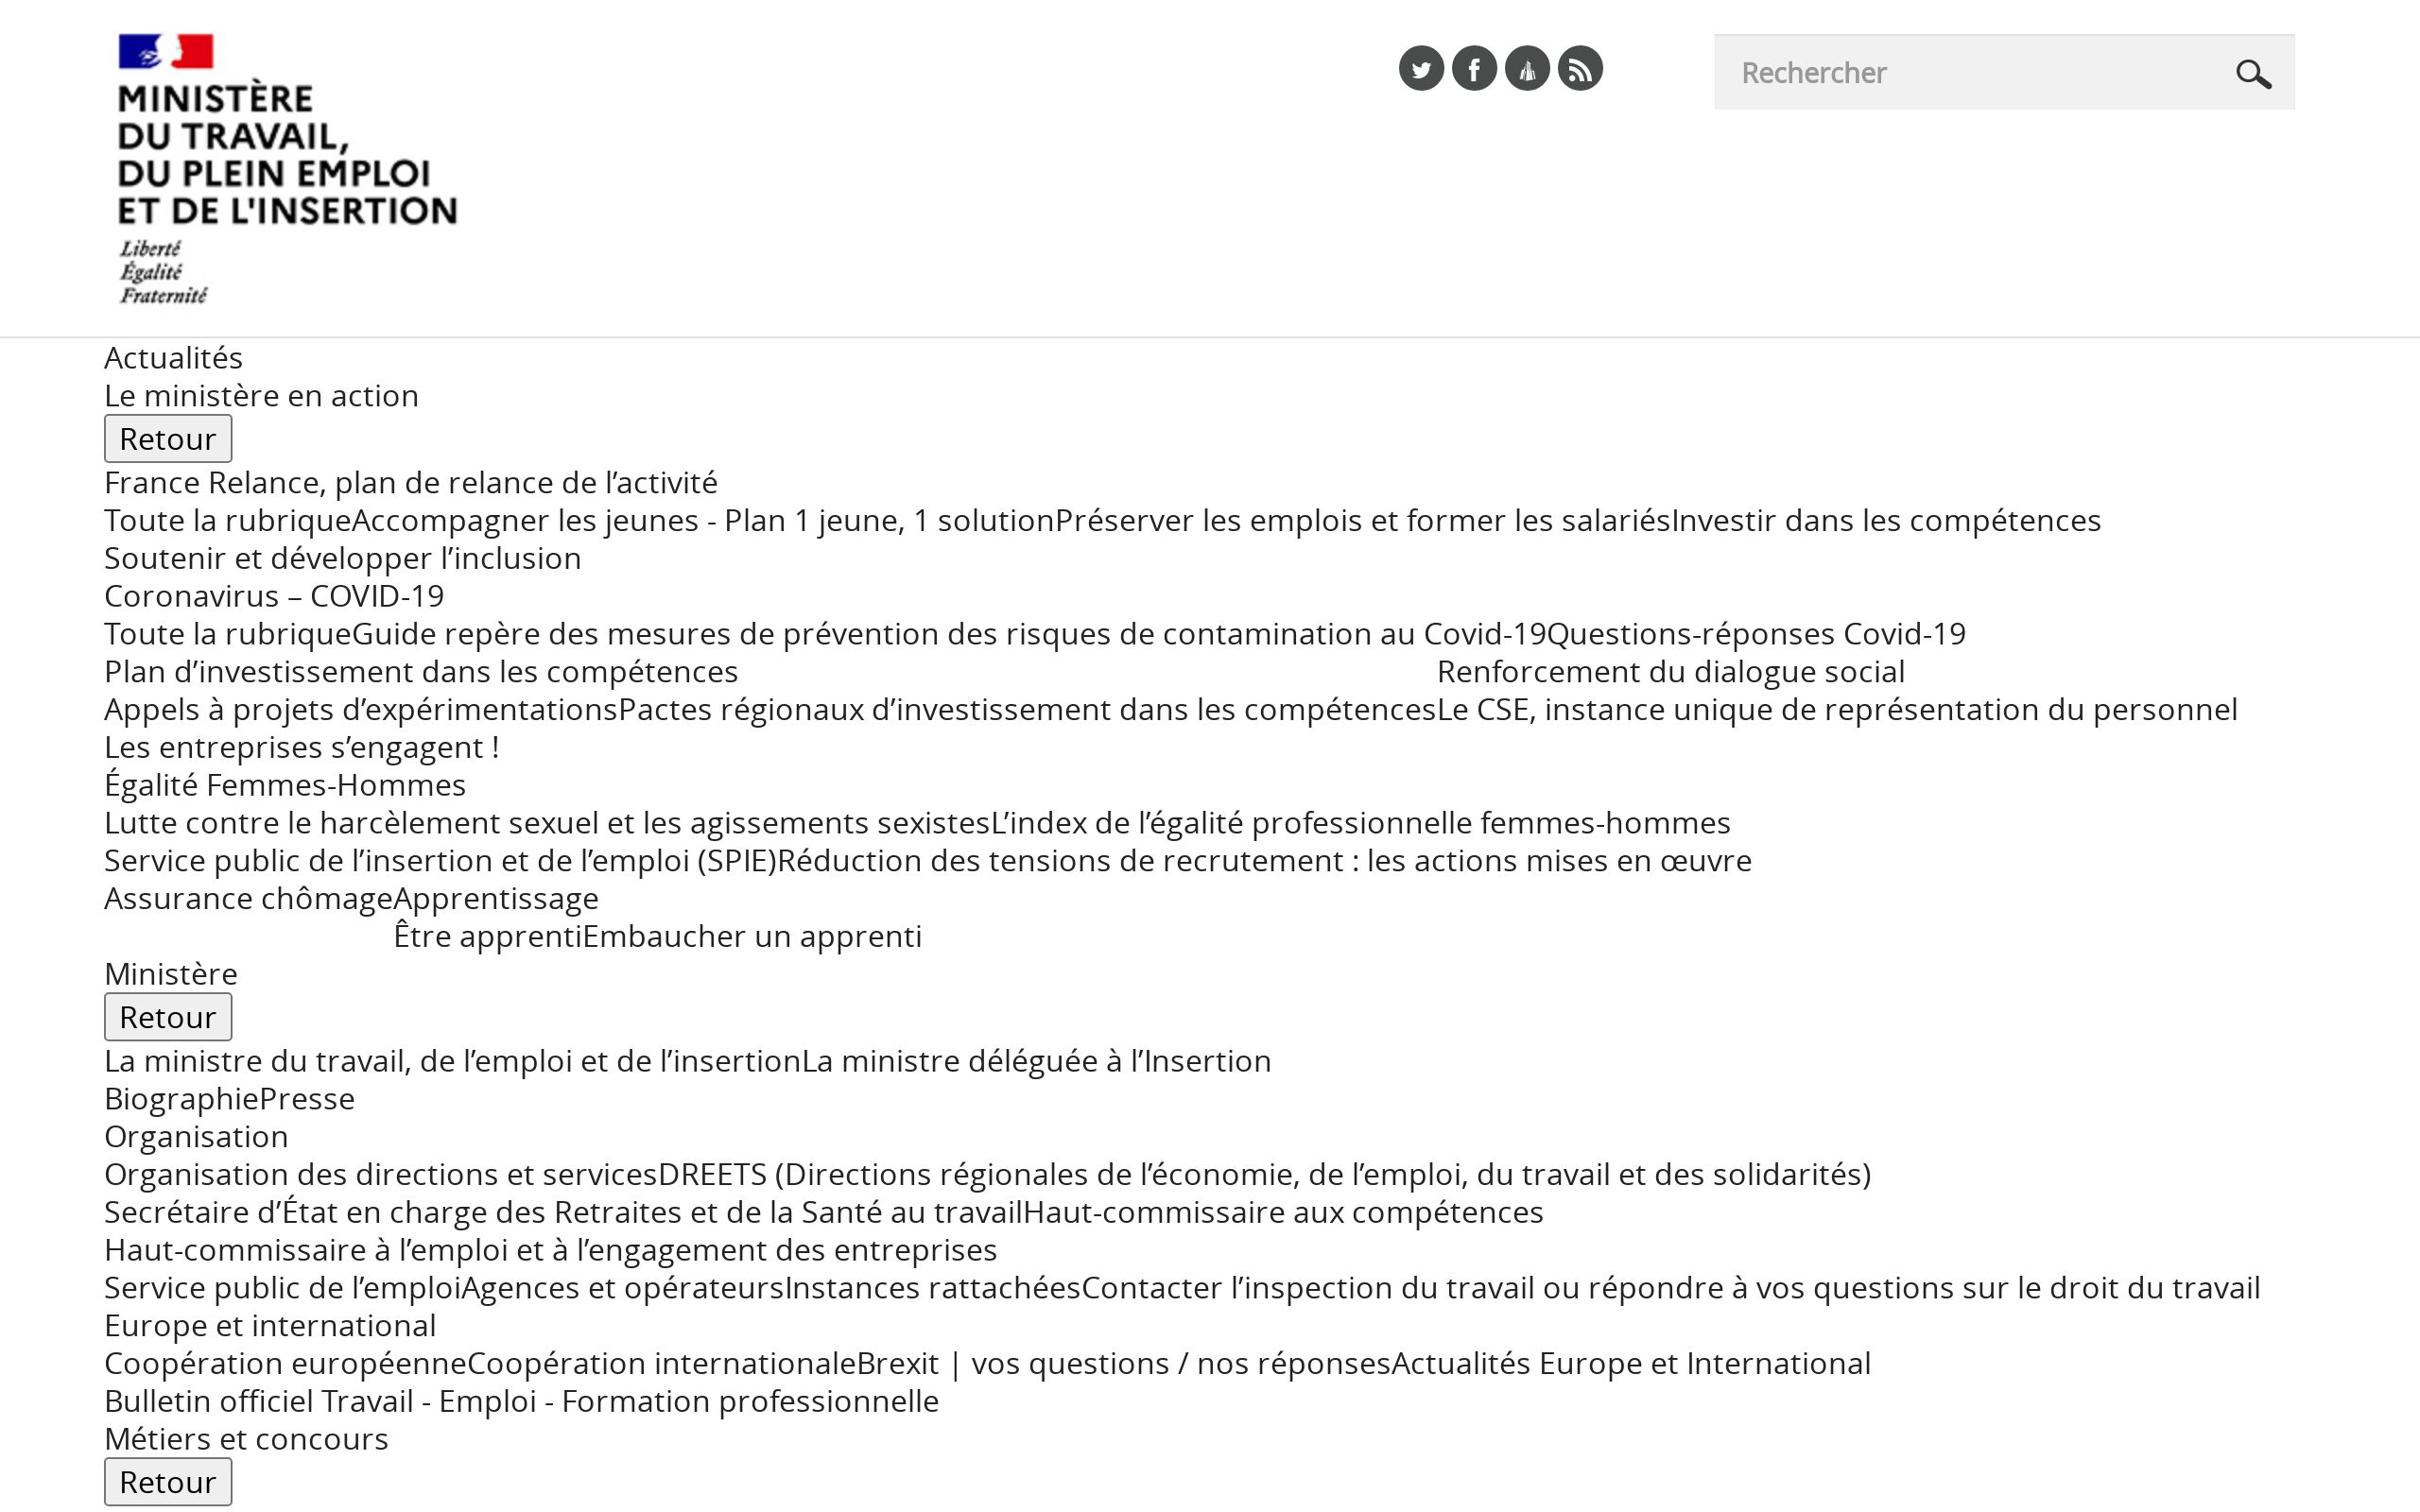 MINISTÈRE
DU TRAVAIL,
DU PLEIN EMPLOI
ET DE L'INSERTION
Liberté
Égalité
Fraternité
Rechercher
Actualités
Le ministère en action
Retour
France Relance, plan de relance de l’activité
Toute la rubriqueAccompagner les jeunes - Plan 1 jeune, 1 solutionPréserver les emplois et former les salariésInvestir dans les compétences
Soutenir et développer l’inclusion
Coronavirus – COVID-19
Toute la rubriqueGuide repère des mesures de prévention des risques de contamination au Covid-19Questions-réponses Covid-19
Plan d’investissement dans les compétences Renforcement du dialogue social
Appels à projets d’expérimentationsPactes régionaux d’investissement dans les compétencesLe CSE, instance unique de représentation du personnel
Les entreprises s’engagent !
Égalité Femmes-Hommes
Lutte contre le harcèlement sexuel et les agissements sexistesL’index de l’égalité professionnelle femmes-hommes
Service public de l’insertion et de l’emploi (SPIE)Réduction des tensions de recrutement : les actions mises en œuvre
Assurance chômageApprentissage
Être apprentiEmbaucher un apprenti
Ministère
Retour
La ministre du travail, de l’emploi et de l’insertionLa ministre déléguée à l’Insertion
BiographiePresse
Organisation
Organisation des directions et servicesDREETS (Directions régionales de l’économie, de l’emploi, du travail et des solidarités)
Secrétaire d’État en charge des Retraites et de la Santé au travailHaut-commissaire aux compétences
Haut-commissaire à l’emploi et à l’engagement des entreprises
Service public de l’emploiAgences et opérateursInstances rattachéesContacter l’inspection du travail ou répondre à vos questions sur le droit du travail
Europe et international
Coopération européenneCoopération internationaleBrexit | vos questions / nos réponsesActualités Europe et International
Bulletin officiel Travail - Emploi - Formation professionnelle
Métiers et concours
Retour